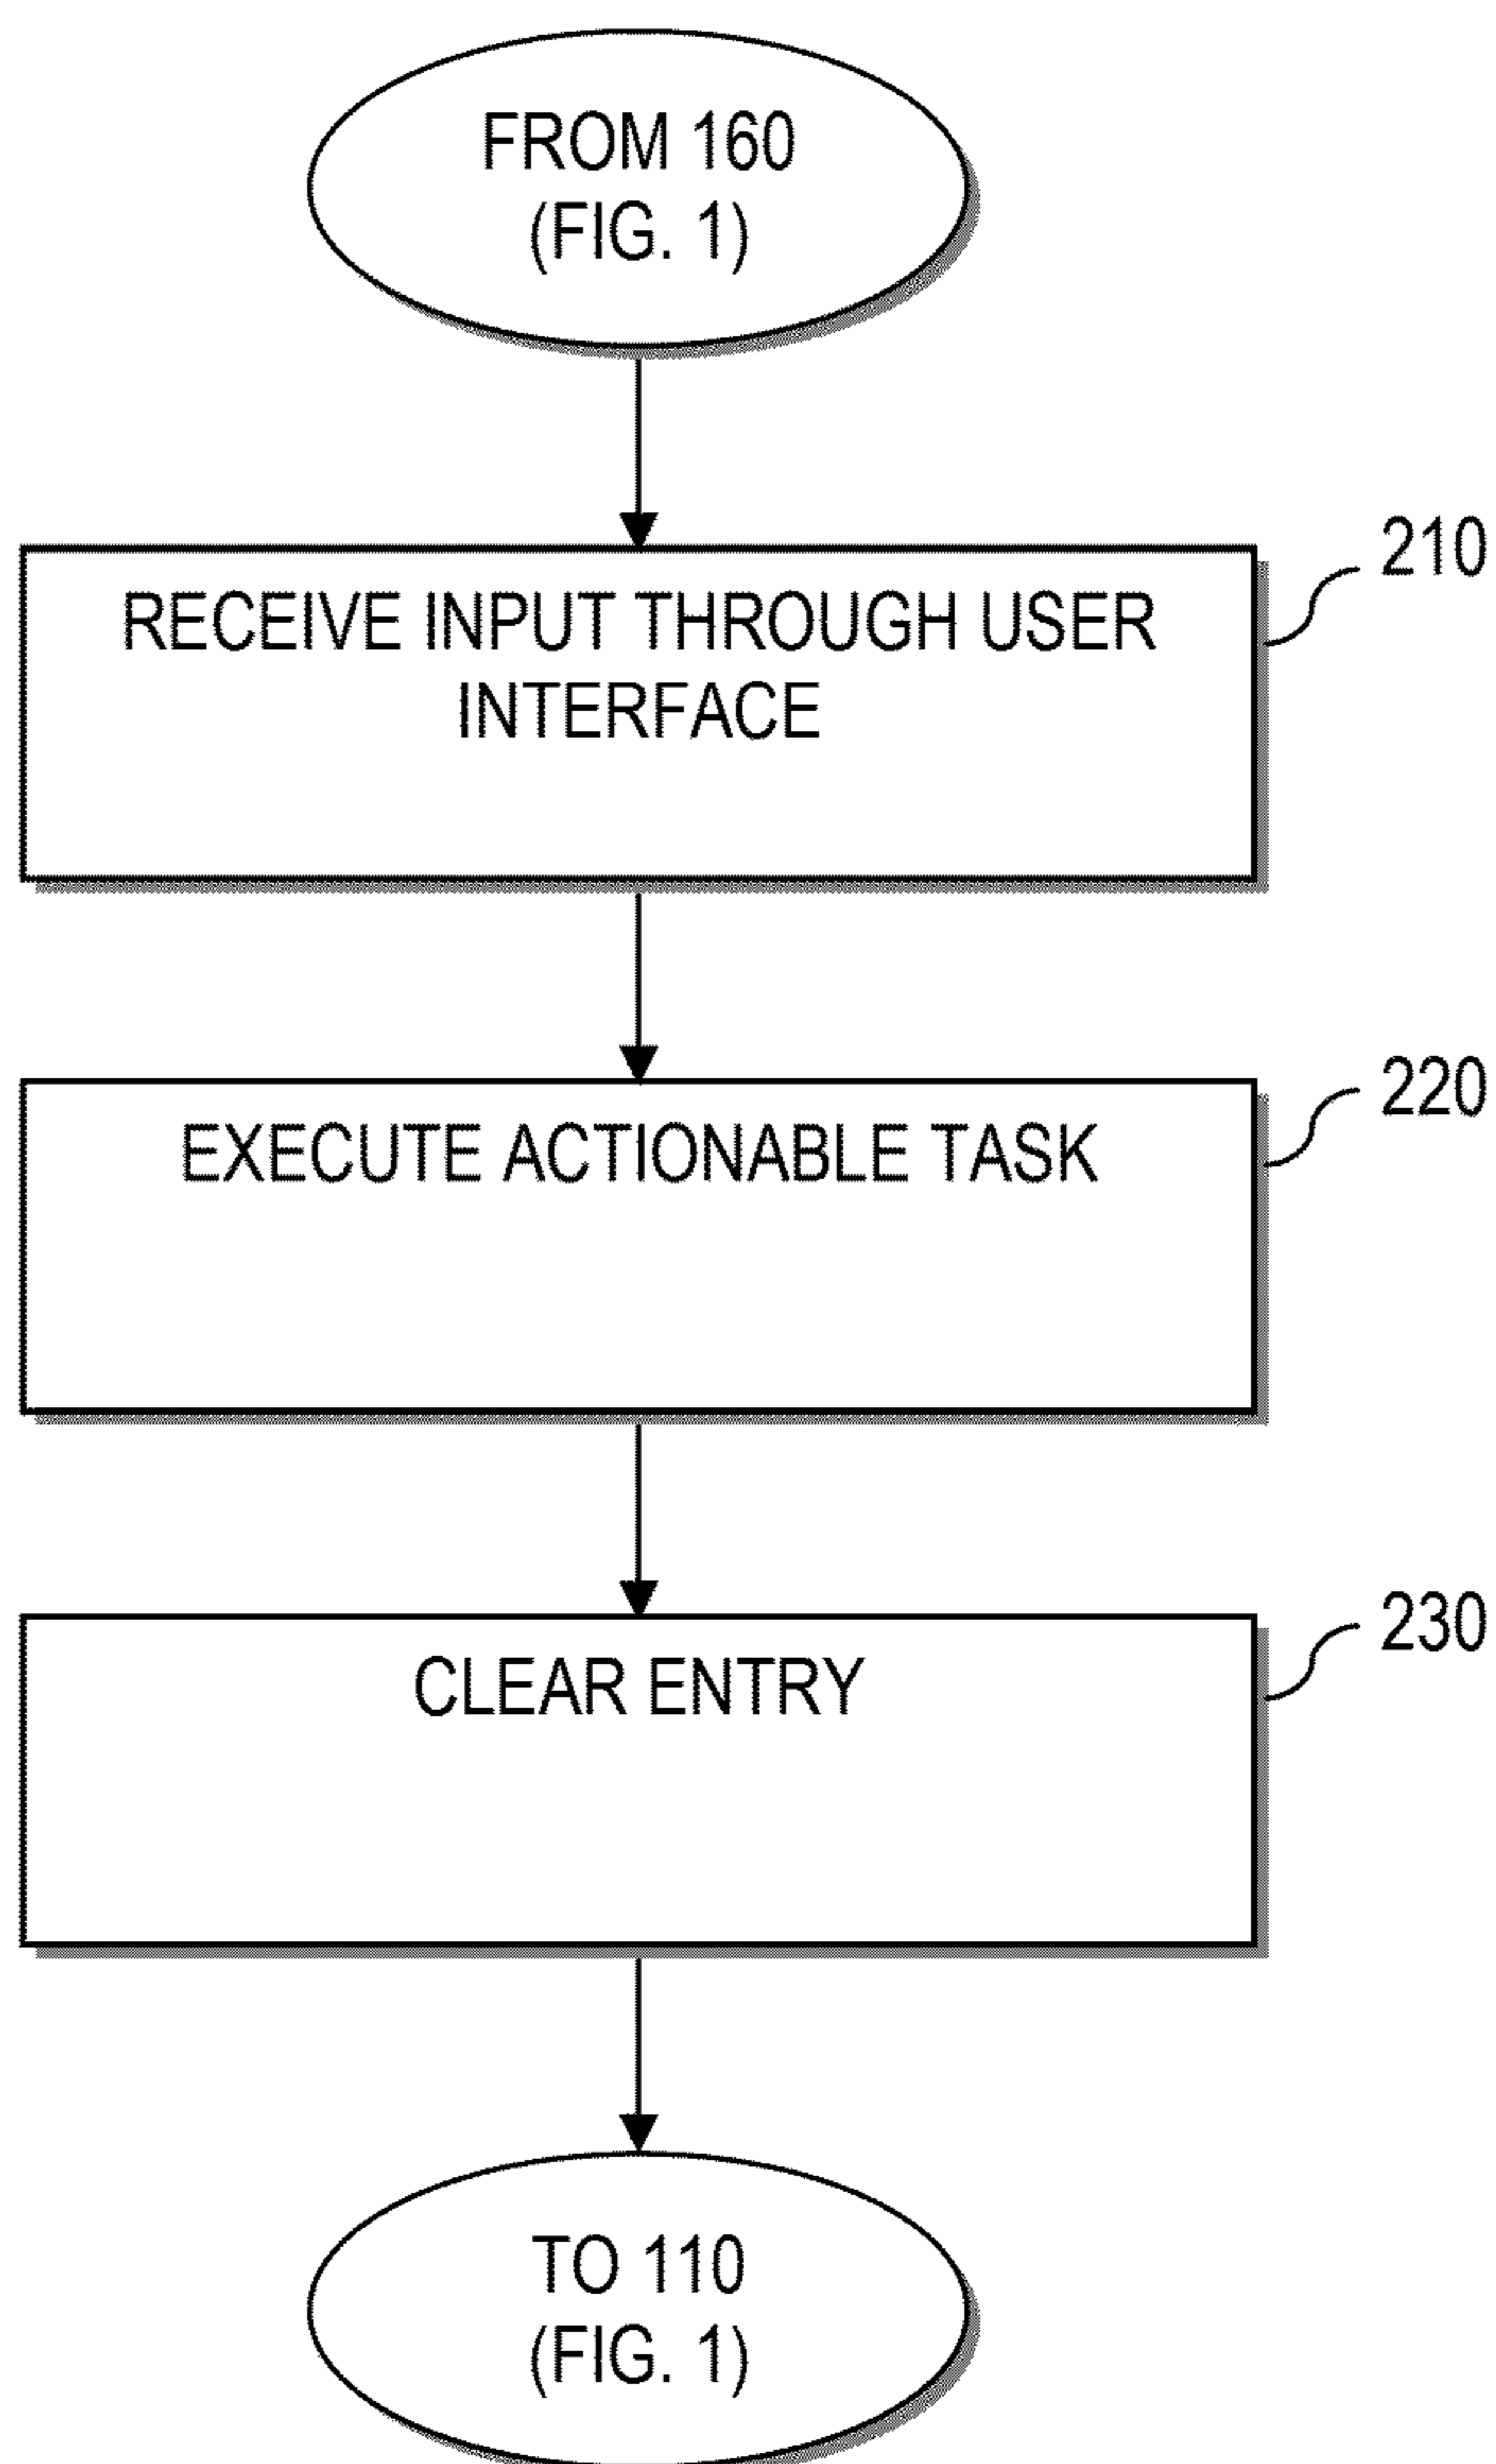 FROM 160
(FIG. 1)
RECEIVE INPUT THROUGH USER
INTERFACE
210
EXECUTE ACTIONABLE TASK
220
CLEAR ENTRY
230
TO 110
(FIG. 1)